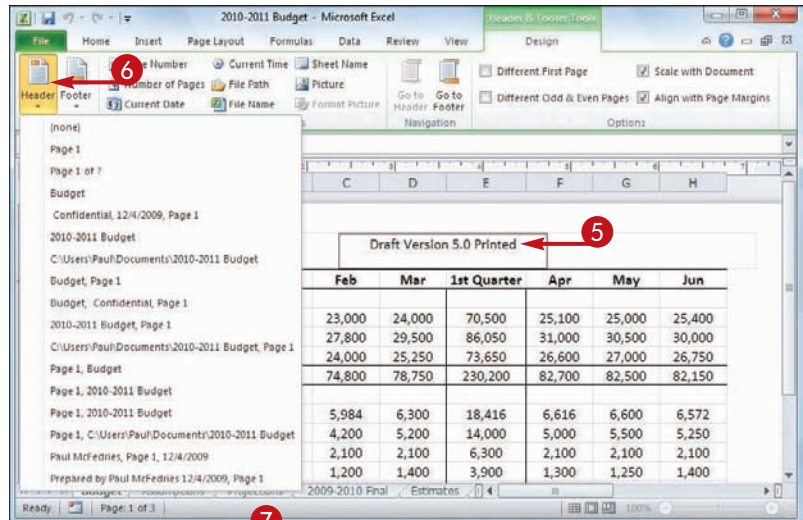 2010-2011 Budget - Microsoft Excel
Header & Footer Tools
File Home Insert Page Layout Formulas Data Review View Design
Number Current Time Sheet Name Different First Page Scale with Document
6
Number of Pages File Path Picture
Header Footer Current Date File Name Format Picture Go to Header Go to Footer Different Odd & Even Pages Align with Page Margins
Navigation Options
(none)
Page 1
Page 1 of ?
Budget
Confidential, 12/4/2009, Page 1
2010-2011 Budget
C:\Users\Paul\Documents\2010-2011 Budget
Budget, Page 1
Budget, Confidential, Page 1
2010-2011 Budget, Page 1
C:\Users\Paul\Documents\2010-2011 Budget, Page 1
Page 1, Budget
Page 1, 2010-2011 Budget
Page 1, 2010-2011 Budget
Page 1, C:\Users\Paul\Documents\2010-2011 Budget
Paul McFedries, Page 1, 12/4/2009
Prepared by Paul McFedries 12/4/2009, Page 1
C D E F G H
Draft Version 5.0 Printed
5
Feb Mar 1st Quarter Apr May Jun
23,000 24,000 70,500 25,100 25,000 25,400
27,800 29,500 86,050 31,000 30,500 30,000
24,000 25,250 73,650 26,600 27,000 26,750
74,800 78,750 230,200 82,700 82,500 82,150
5,984 6,300 18,416 6,616 6,600 6,572
4,200 5,200 14,000 5,000 5,500 5,250
2,100 2,100 6,300 2,100 2,100 2,100
1,200 1,400 3,900 1,300 1,250 1,400
Budget Assumptions Projections 2009-2010 Final Estimates
Ready Page: 1 of 3 100%
7